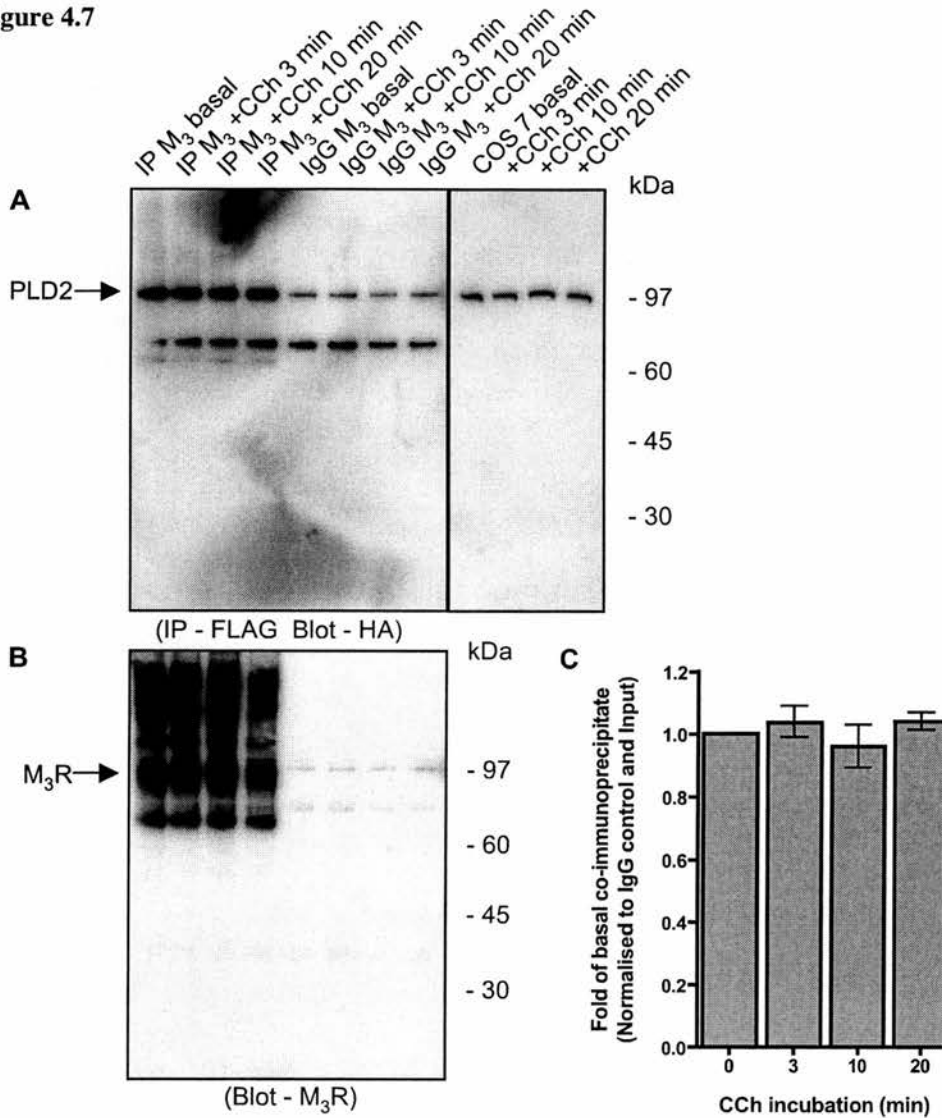 gure 4.7
IP M₃ basal
IP M₃ +CCh 3 min
IP M₃ +CCh 10 min
IP M₃ +CCh 20 min
IgG M₃ basal
IgG M₃ +CCh 3 min
IgG M₃ +CCh 10 min
IgG M₃ +CCh 20 min
COS 7 basal
+CCh 3 min
+CCh 10 min
+CCh 20 min
A
kDa
PLD2
- 97
- 60
- 45
- 30
(IP - FLAG Blot - HA)
B
kDa
M₃R
- 97
- 60
- 45
- 30
(Blot - M₃R)
C
Fold of basal co-immunoprecipitate
(Normalised to IgG control and Input)
1.2
1.0
0.8
0.6
0.4
0.2
0.0
0 3 10 20
CCh incubation (min)